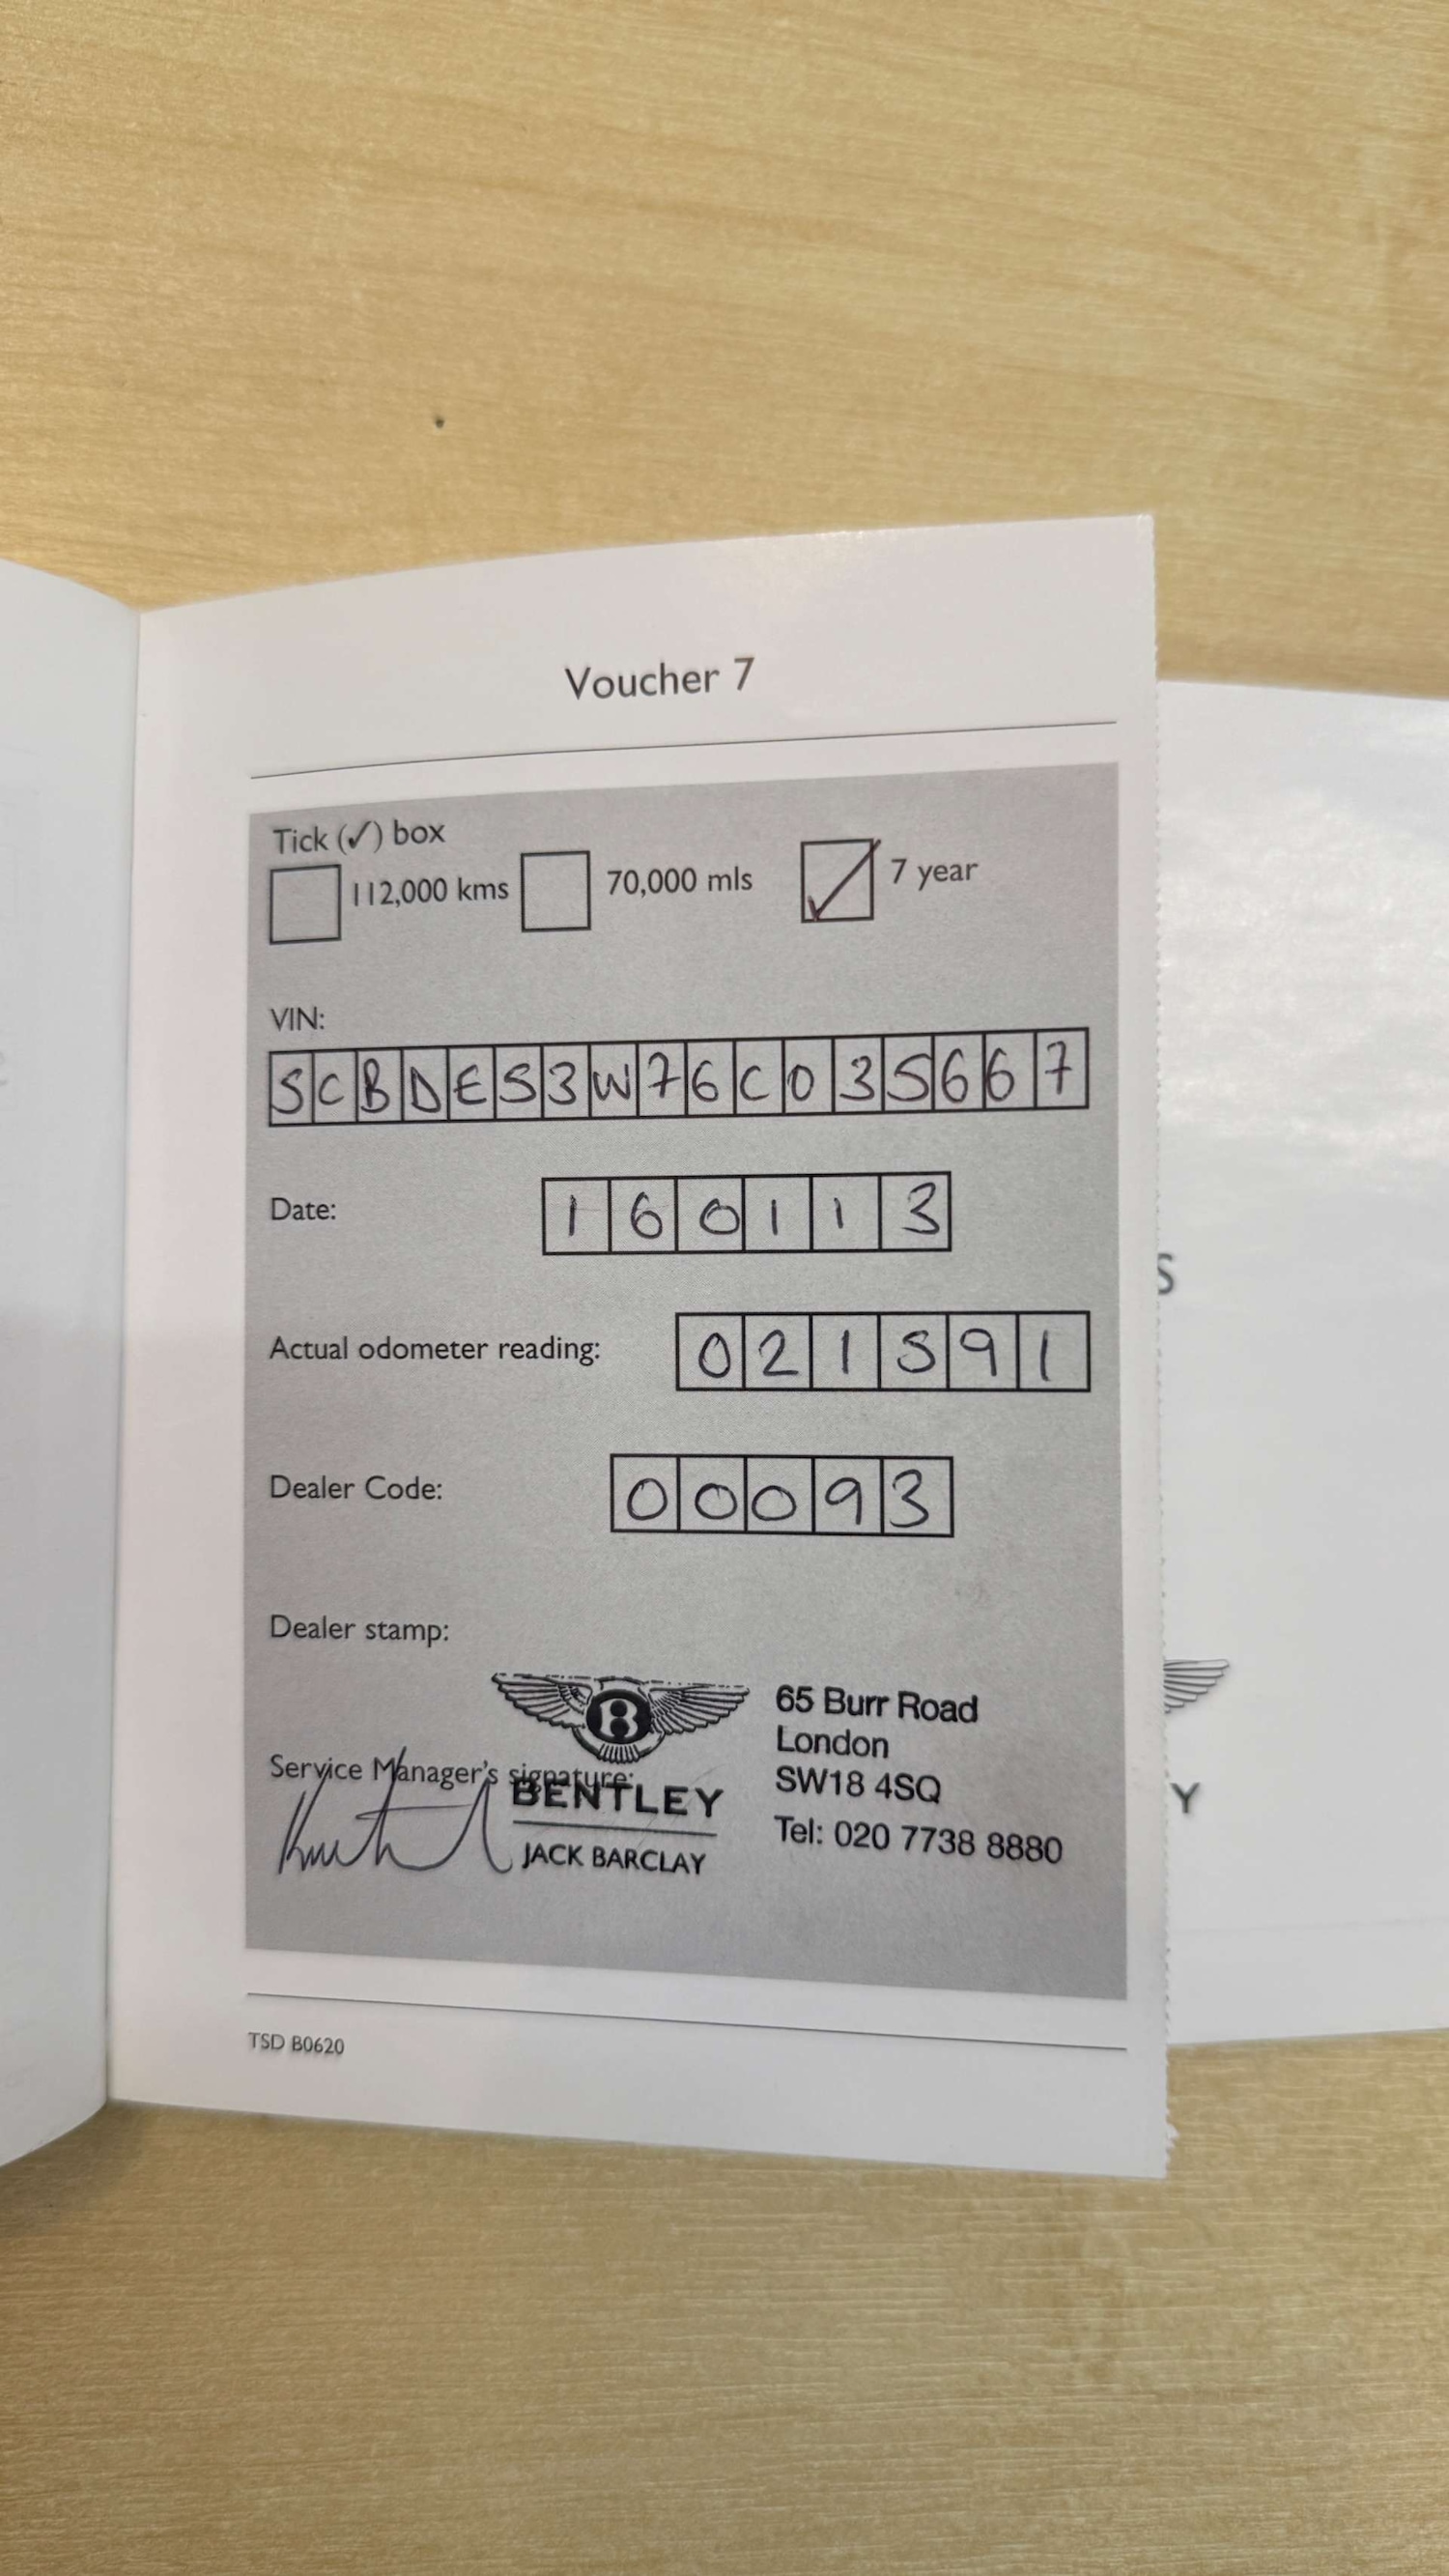 Voucher 7
Tick (✓) box
112,000 kms 70,000 mls ✓ 7 year
VIN:
SCBDES3W76C035667
Date: 160113
Actual odometer reading: 021591
Dealer Code: 00093
Dealer stamp:
65 Burr Road
London
SW18 4SQ
Tel: 020 7738 8880
Service Manager's signature:
B
BENTLEY
JACK BARCLAY
TSD B0620
S
Y